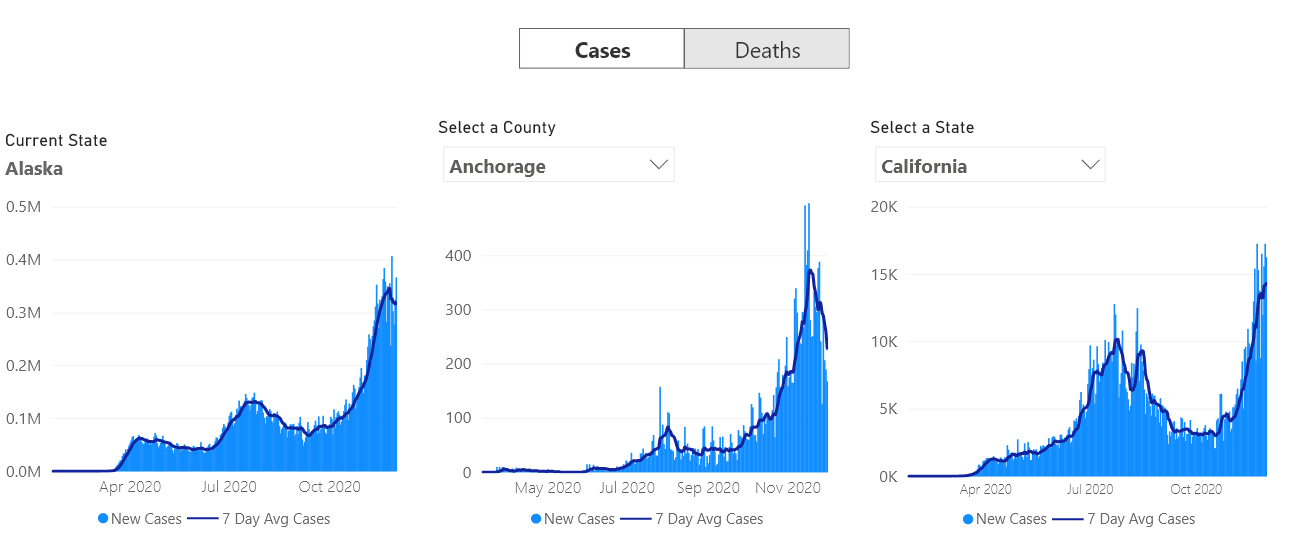 Cases Deaths
Current State
Alaska
0.5M
0.4M
0.3M
0.2M
0.1M
0.0M
Apr 2020 Jul 2020 Oct 2020
New Cases 7 Day Avg Cases
Select a County
Anchorage
400
300
200
100
0
May 2020 Jul 2020 Sep 2020 Nov 2020
New Cases 7 Day Avg Cases
Select a State
California
20K
15K
10K
5K
0K
Apr 2020 Jul 2020 Oct 2020
New Cases 7 Day Avg Cases